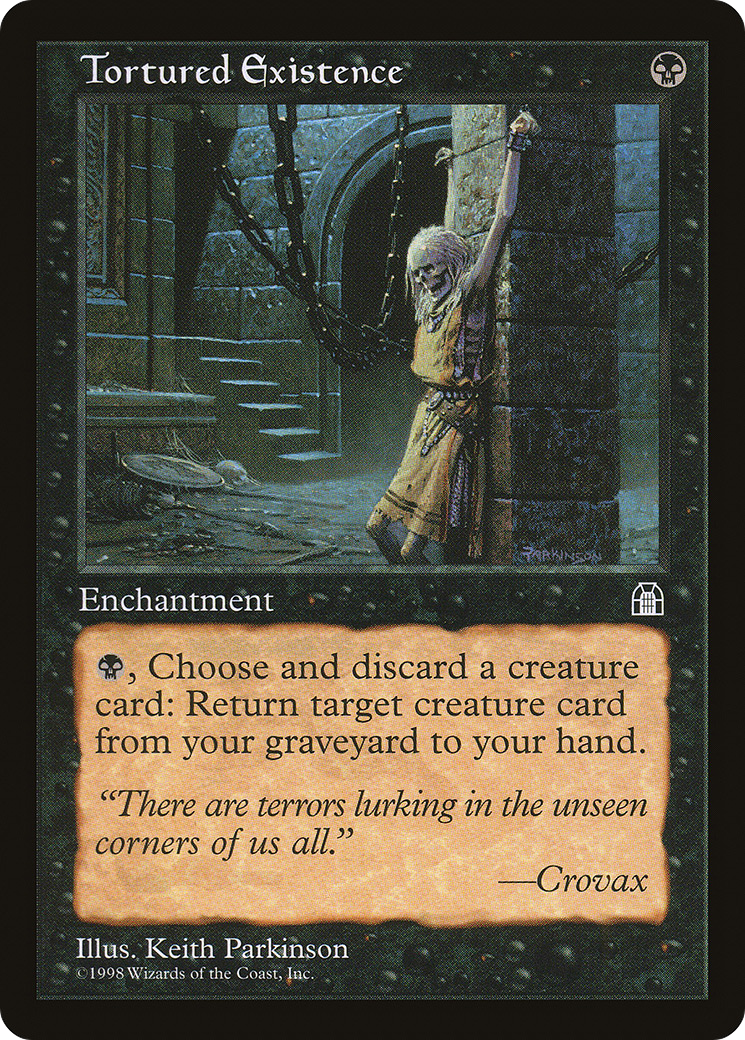 Tortured Existence
PARKINSON
Enchantment
, Choose and discard a creature
card: Return target creature card
from your graveyard to your hand.
“There are terrors lurking in the unseen
corners of us all.”
—Crovax
Illus. Keith Parkinson
©1998 Wizards of the Coast, Inc.